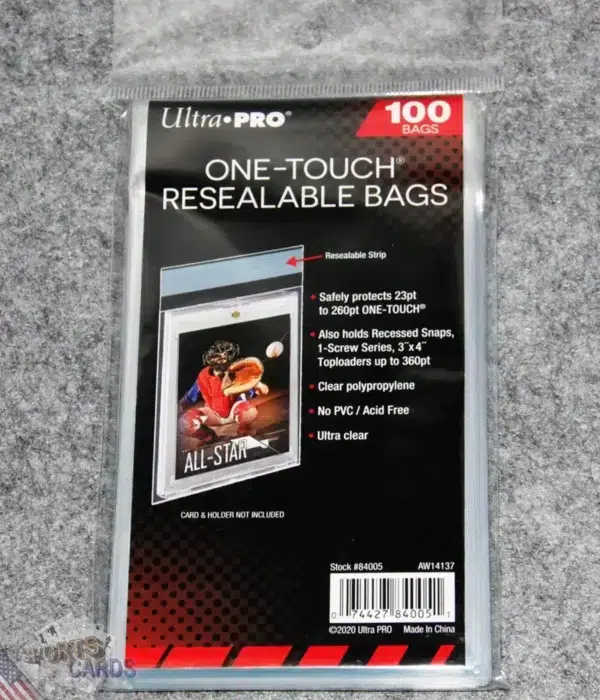 Ultra•PRO®
100
BAGS
ONE-TOUCH®
RESEALABLE BAGS
Resealable Strip
• Safely protects 23pt
to 260pt ONE-TOUCH®
• Also holds Recessed Snaps,
1-Screw Series, 3"x4"
Toploaders up to 360pt
• Clear polypropylene
• No PVC / Acid Free
• Ultra clear
ALL-STAR
CARD & HOLDER NOT INCLUDED
Stock #84005 AW14137
0 74427 84005 1
©2020 Ultra PRO Made In China
SPORTS
CARDS